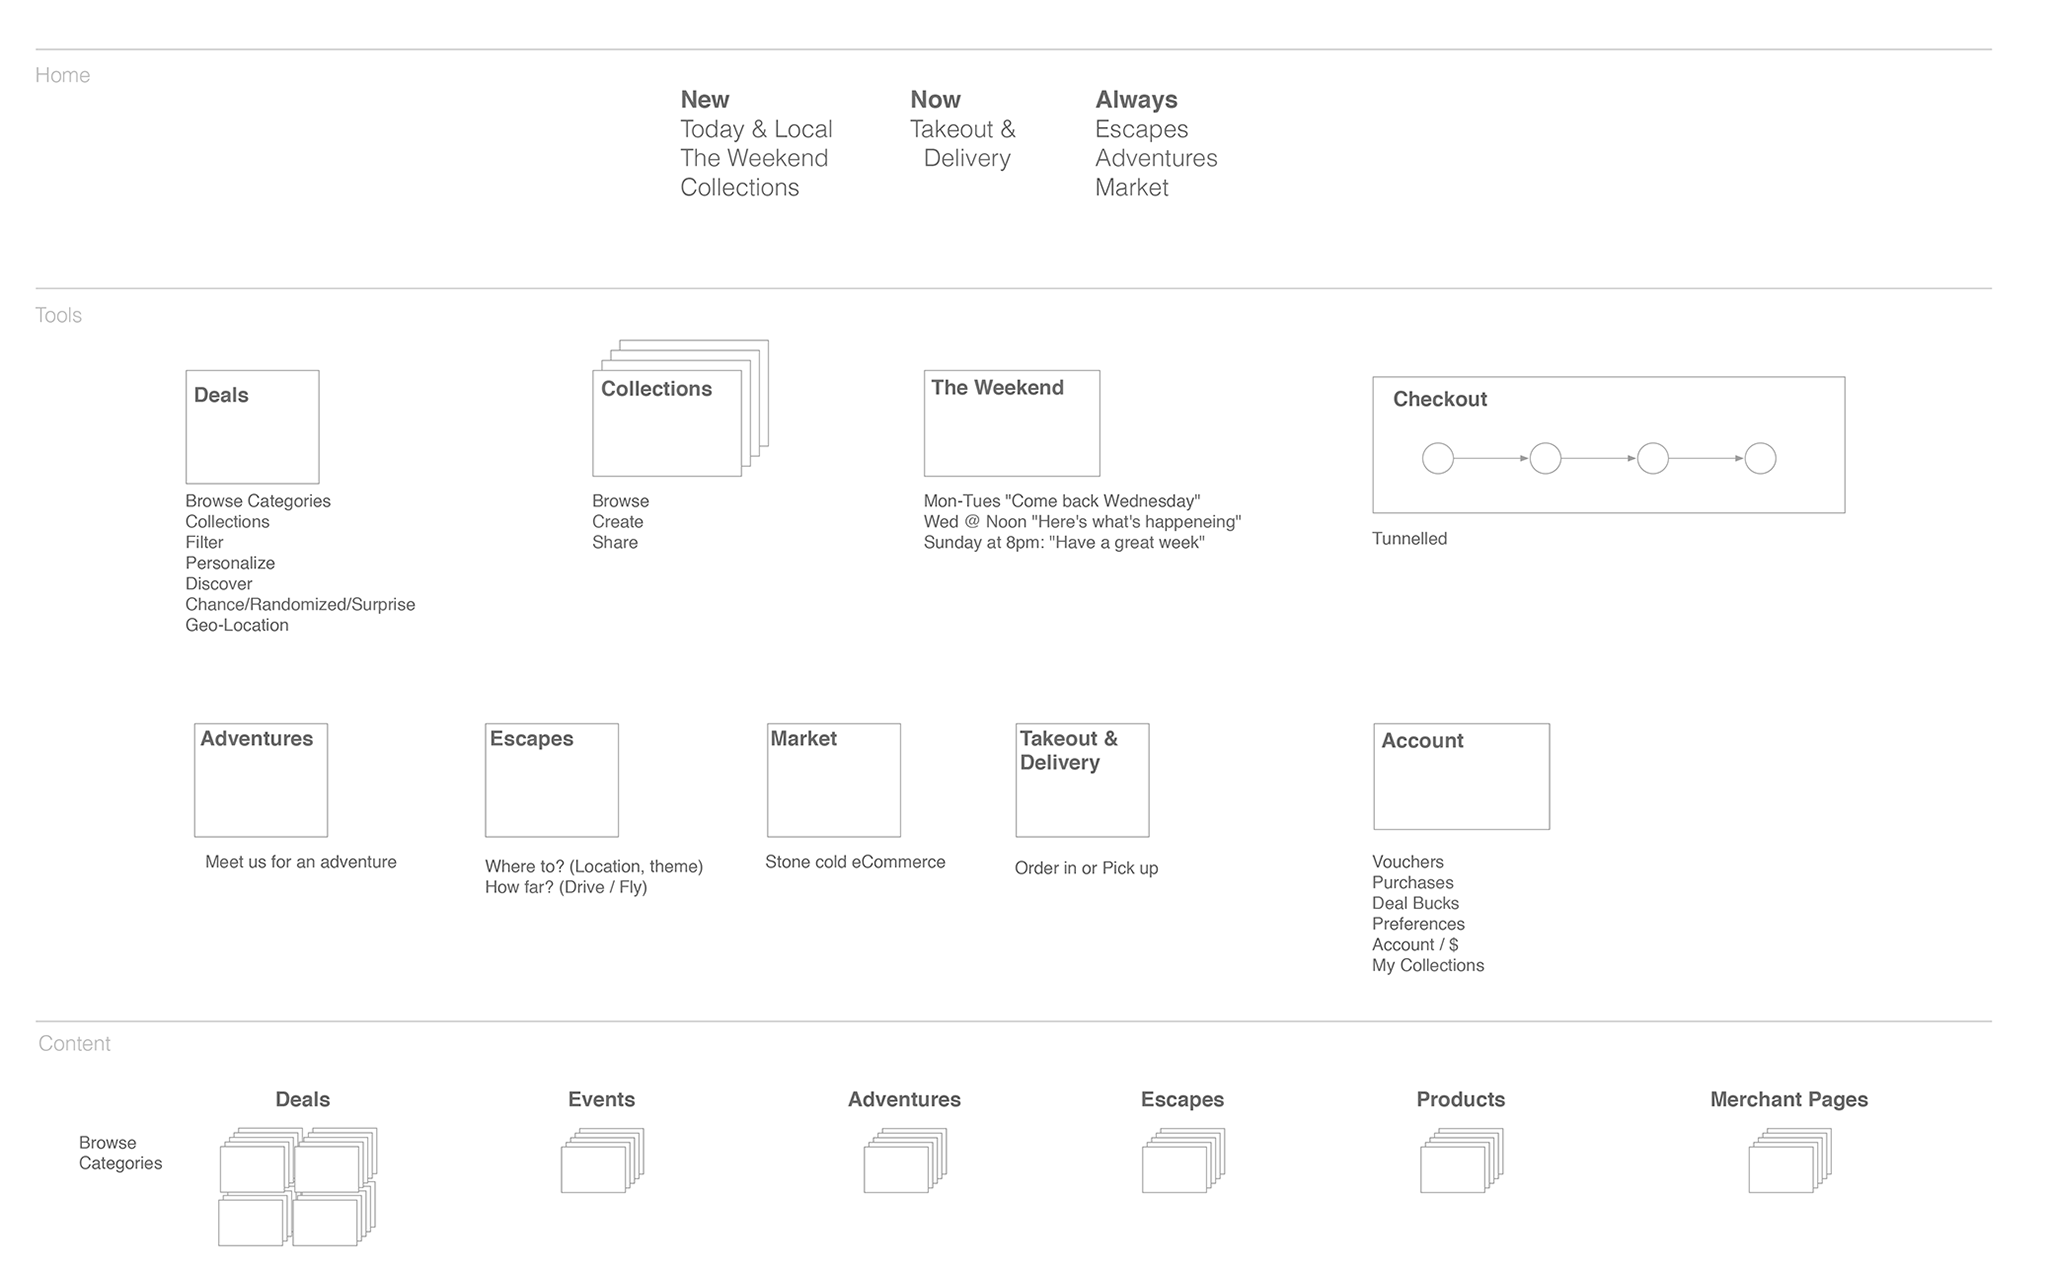 Home
New
Today & Local
The Weekend
Collections
Now
Takeout &
Delivery
Always
Escapes
Adventures
Market
Tools
Deals
Browse Categories
Collections
Filter
Personalize
Discover
Chance/Randomized/Surprise
Geo-Location
Collections
Browse
Create
Share
The Weekend
Mon-Tues "Come back Wednesday"
Wed @ Noon "Here's what's happeneing"
Sunday at 8pm: "Have a great week"
Checkout
Tunnelled
Adventures
Meet us for an adventure
Escapes
Where to? (Location, theme)
How far? (Drive / Fly)
Market
Stone cold eCommerce
Takeout &
Delivery
Order in or Pick up
Account
Vouchers
Purchases
Deal Bucks
Preferences
Account / $
My Collections
Content
Browse
Categories
Deals
Events
Adventures
Escapes
Products
Merchant Pages